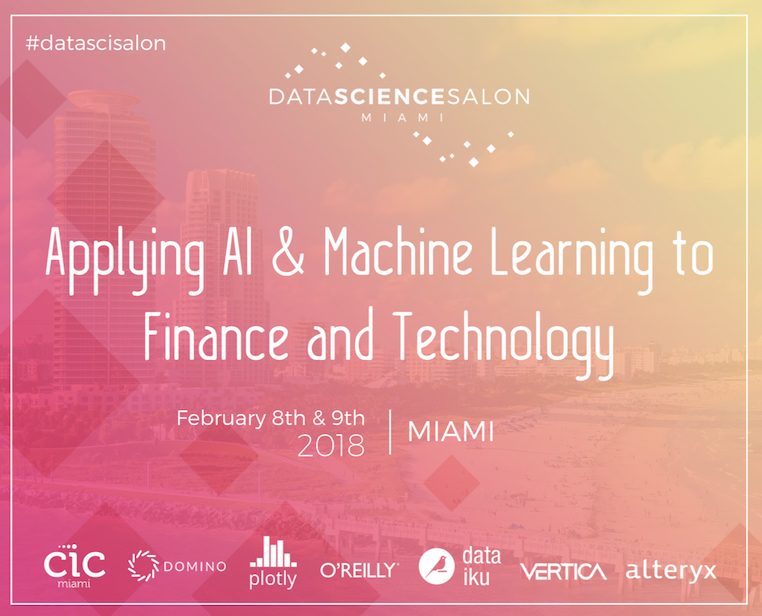 #datascisalon
DATASCIENCESALON
MIAMI
Applying AI & Machine Learning to
Finance and Technology
February 8th & 9th
2018
MIAMI
cic
miami
DOMINO
plotly
O'REILLY®
data
iku
VERTICA
alteryx